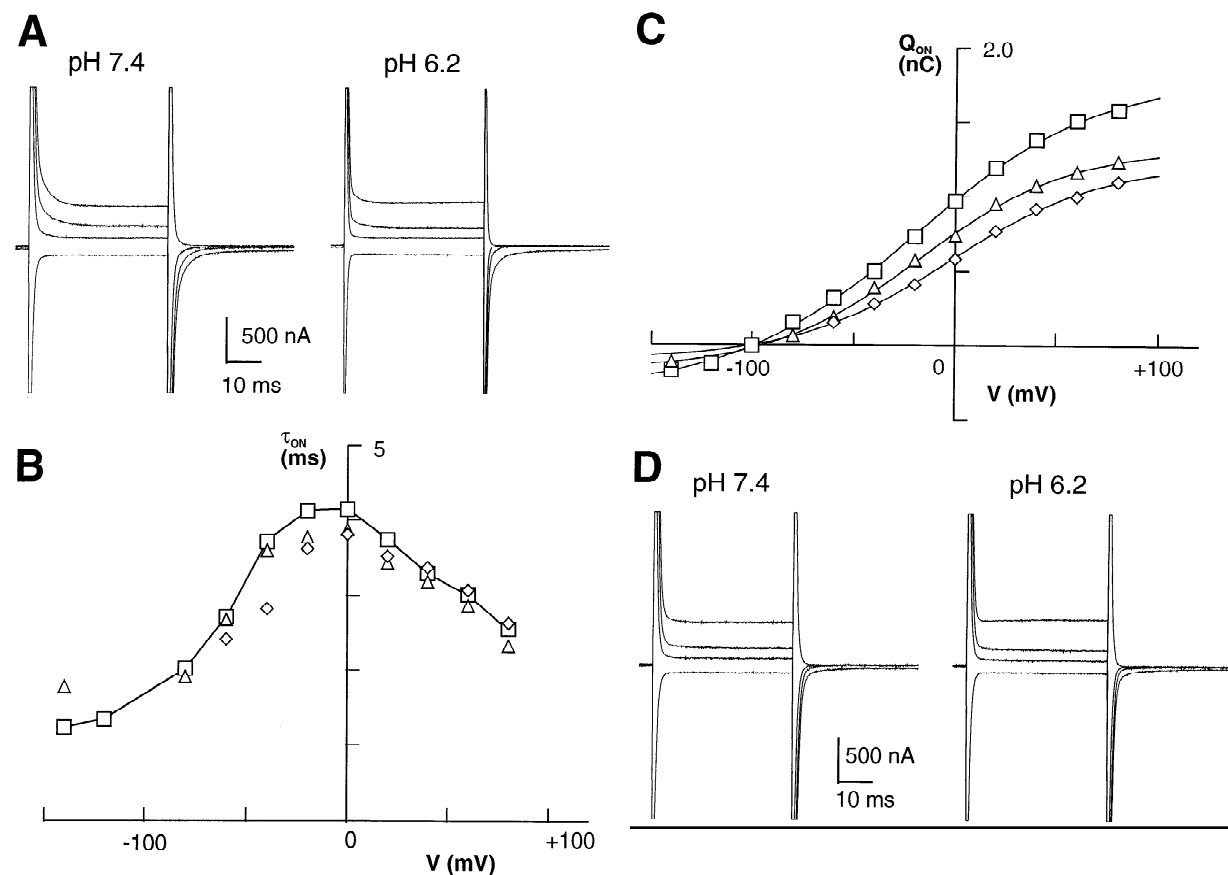 A
pH 7.4
pH 6.2
500 nA
10 ms
B
τON
(ms)
5
-100
0
+100
V (mV)
C
QON
(nC)
2.0
-100
0
+100
V (mV)
D
pH 7.4
pH 6.2
500 nA
10 ms